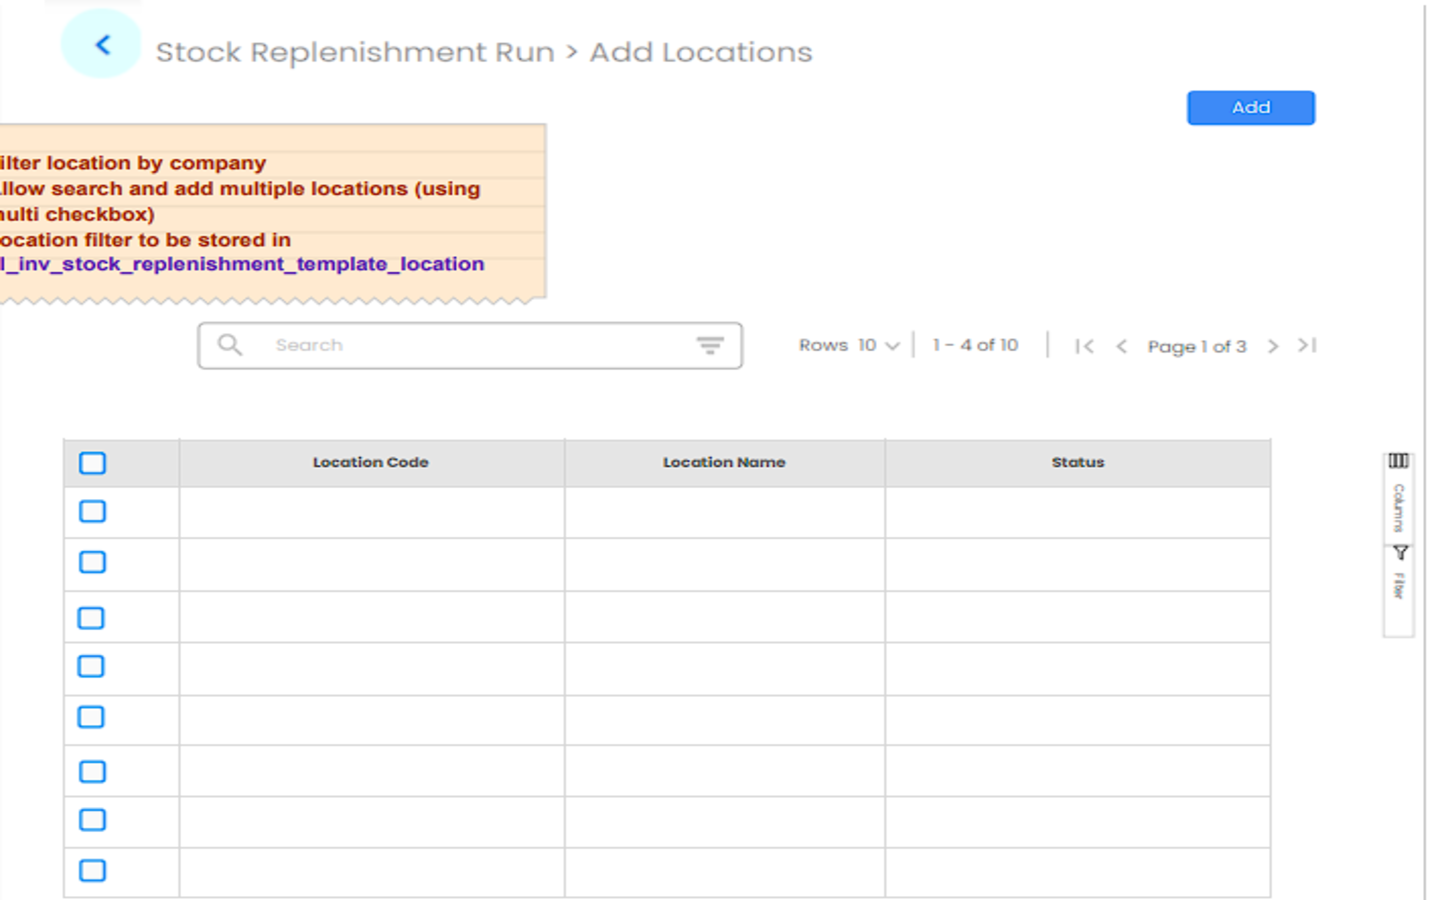 Stock Replenishment Run > Add Locations
Add
ilter location by company
llow search and add multiple locations (using
ulti checkbox)
ocation filter to be stored in
l_inv_stock_replenishment_template_location
Search
Rows 10
1 - 4 of 10
Page 1 of 3
Location Code
Location Name
Status
Columns
Filter